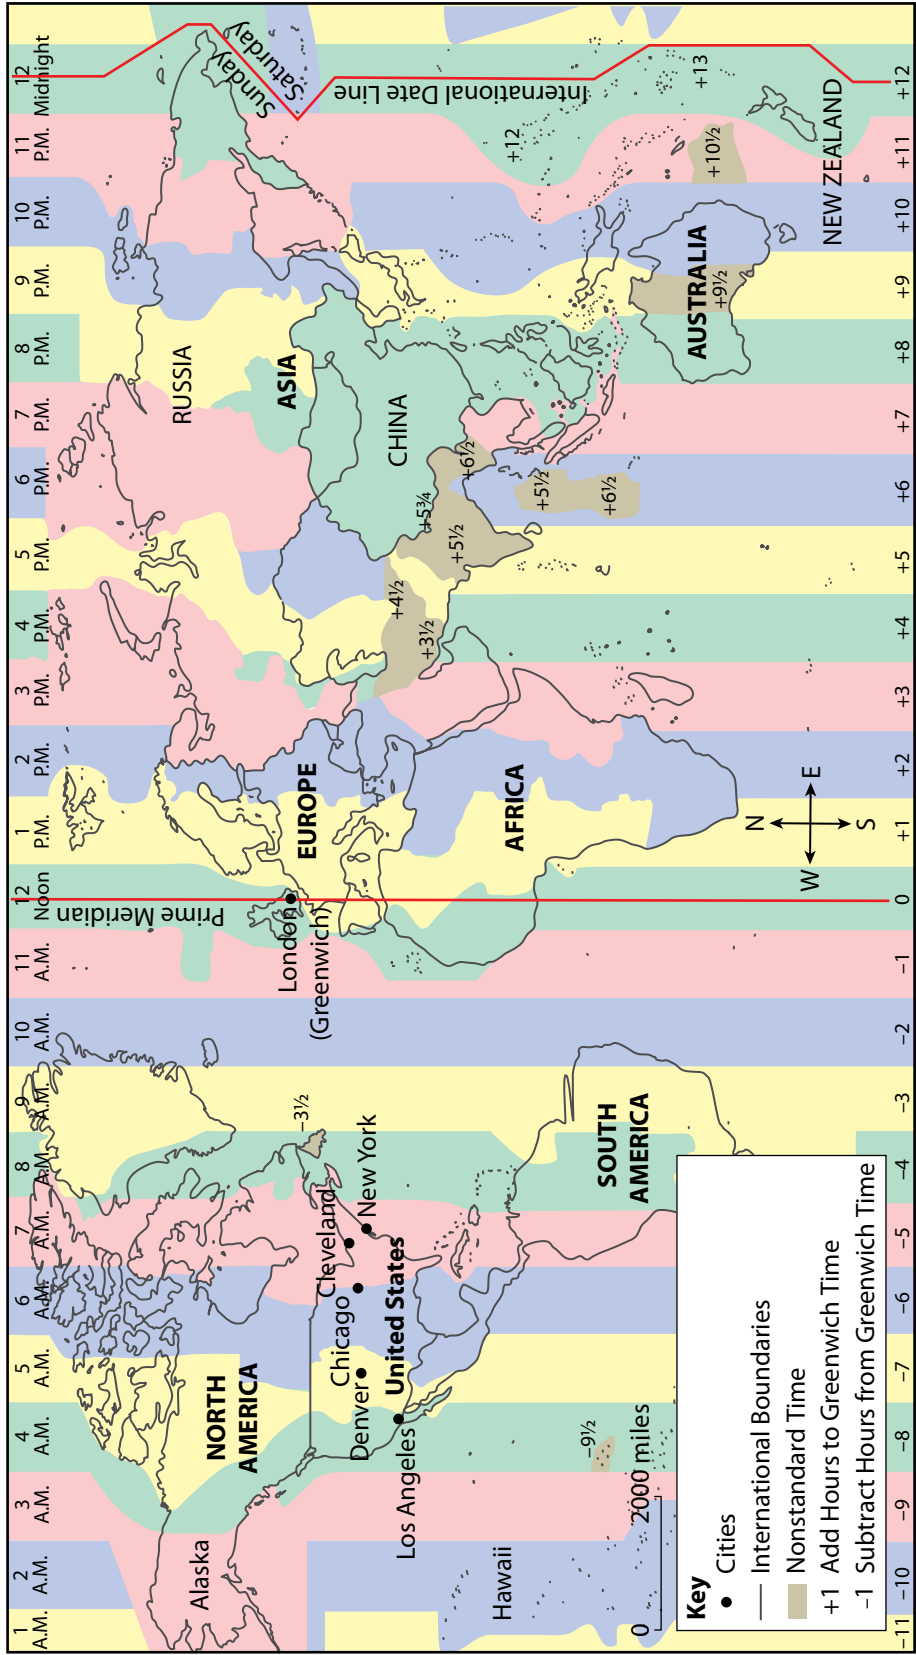 1
A.M.
2
A.M.
3
A.M.
4
A.M.
5
A.M.
6
A.M.
7
A.M.
8
A.M.
9
A.M.
10
A.M.
11
A.M.
12
Noon
1
P.M.
2
P.M.
3
P.M.
4
P.M.
5
P.M.
6
P.M.
7
P.M.
8
P.M.
9
P.M.
10
P.M.
11
P.M.
12
Midnight
Prime Meridian
Sunday
Saturday
International Date Line
Alaska
NORTH
AMERICA
Hawaii
Los Angeles
Denver
Chicago
United States
Cleveland
New York
−3½
−9½
SOUTH
AMERICA
London
(Greenwich)
EUROPE
AFRICA
RUSSIA
ASIA
CHINA
+3½
+4½
+5½
+5¾
+6½
+5½
+6½
AUSTRALIA
+9½
+10½
+12
+13
NEW ZEALAND
N
W
E
S
0
2000 miles
Key
Cities
International Boundaries
Nonstandard Time
+1 Add Hours to Greenwich Time
−1 Subtract Hours from Greenwich Time
−11
−10
−9
−8
−7
−6
−5
−4
−3
−2
−1
0
+1
+2
+3
+4
+5
+6
+7
+8
+9
+10
+11
+12